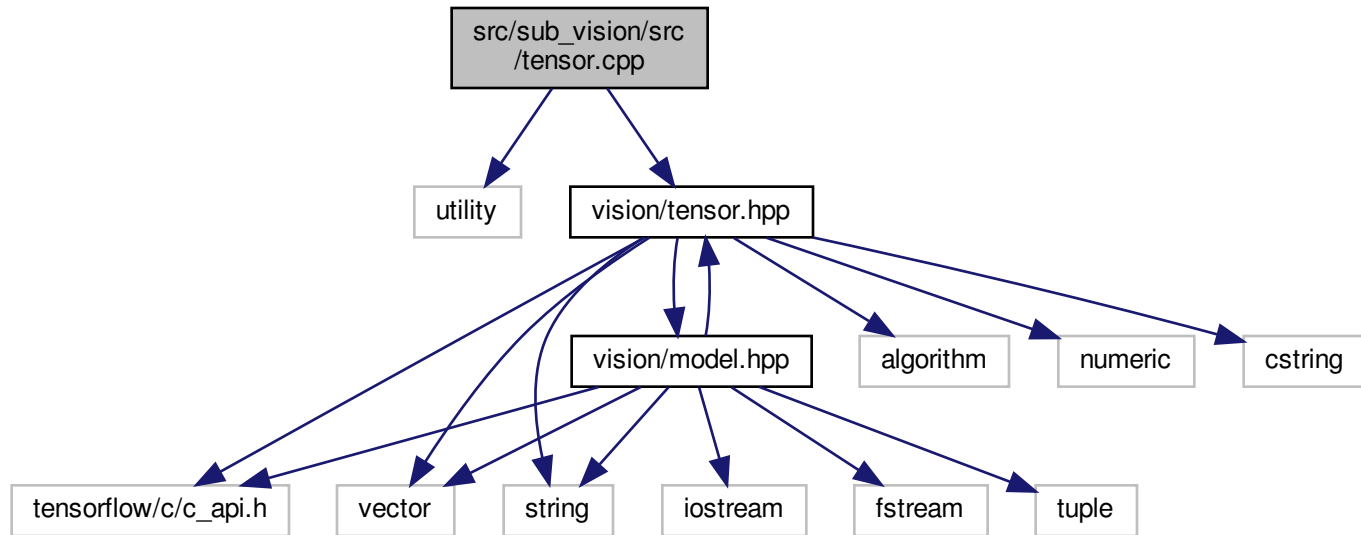 src/sub_vision/src
/tensor.cpp
utility
vision/tensor.hpp
vision/model.hpp
algorithm
numeric
cstring
tensorflow/c/c_api.h
vector
string
iostream
fstream
tuple